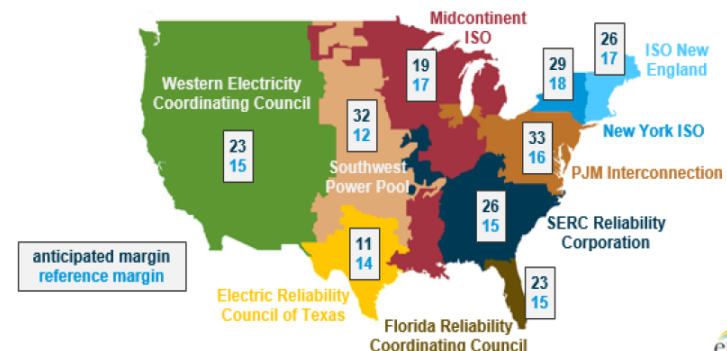 Midcontinent
ISO
26
17
ISO New
England
29
18
19
17
Western Electricity
Coordinating Council
32
12
New York ISO
23
15
33
16
Southwest
Power Pool
PJM Interconnection
26
15
SERC Reliability
Corporation
11
14
anticipated margin
reference margin
23
15
Electric Reliability
Council of Texas
Florida Reliability
Coordinating Council